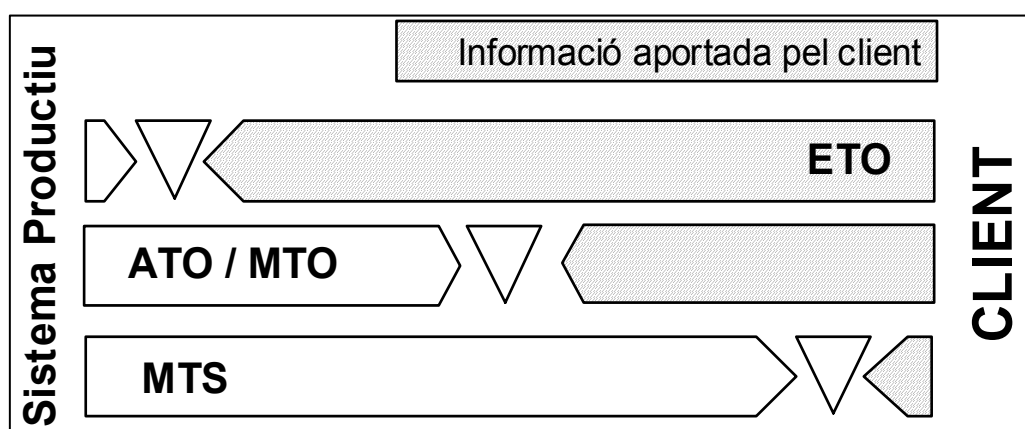 Informació aportada pel client
Sistema Productiu
ETO
ATO / MTO
MTS
CLIENT